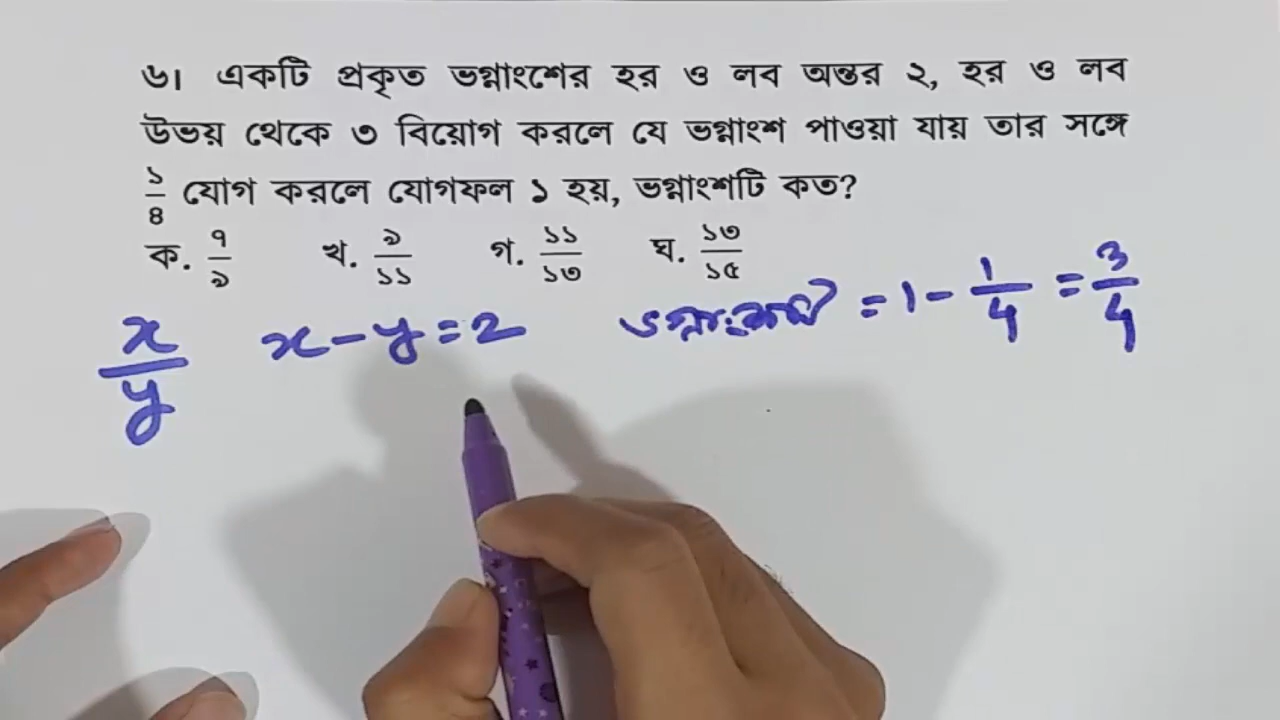 ৬। একটি প্রকৃত ভগ্নাংশের হর ও লব অন্তর ২, হর ও লব
উভয় থেকে ৩ বিয়োগ করলে যে ভগ্নাংশ পাওয়া যায় তার সঙ্গে
১/৪ যোগ করলে যোগফল ১ হয়, ভগ্নাংশটি কত?
ক. ৭/৯ খ. ৯/১১ গ. ১১/১৩ ঘ. ১৩/১৫
x/y x-y=2 ভগ্নাংশটি =1-1/4=3/4